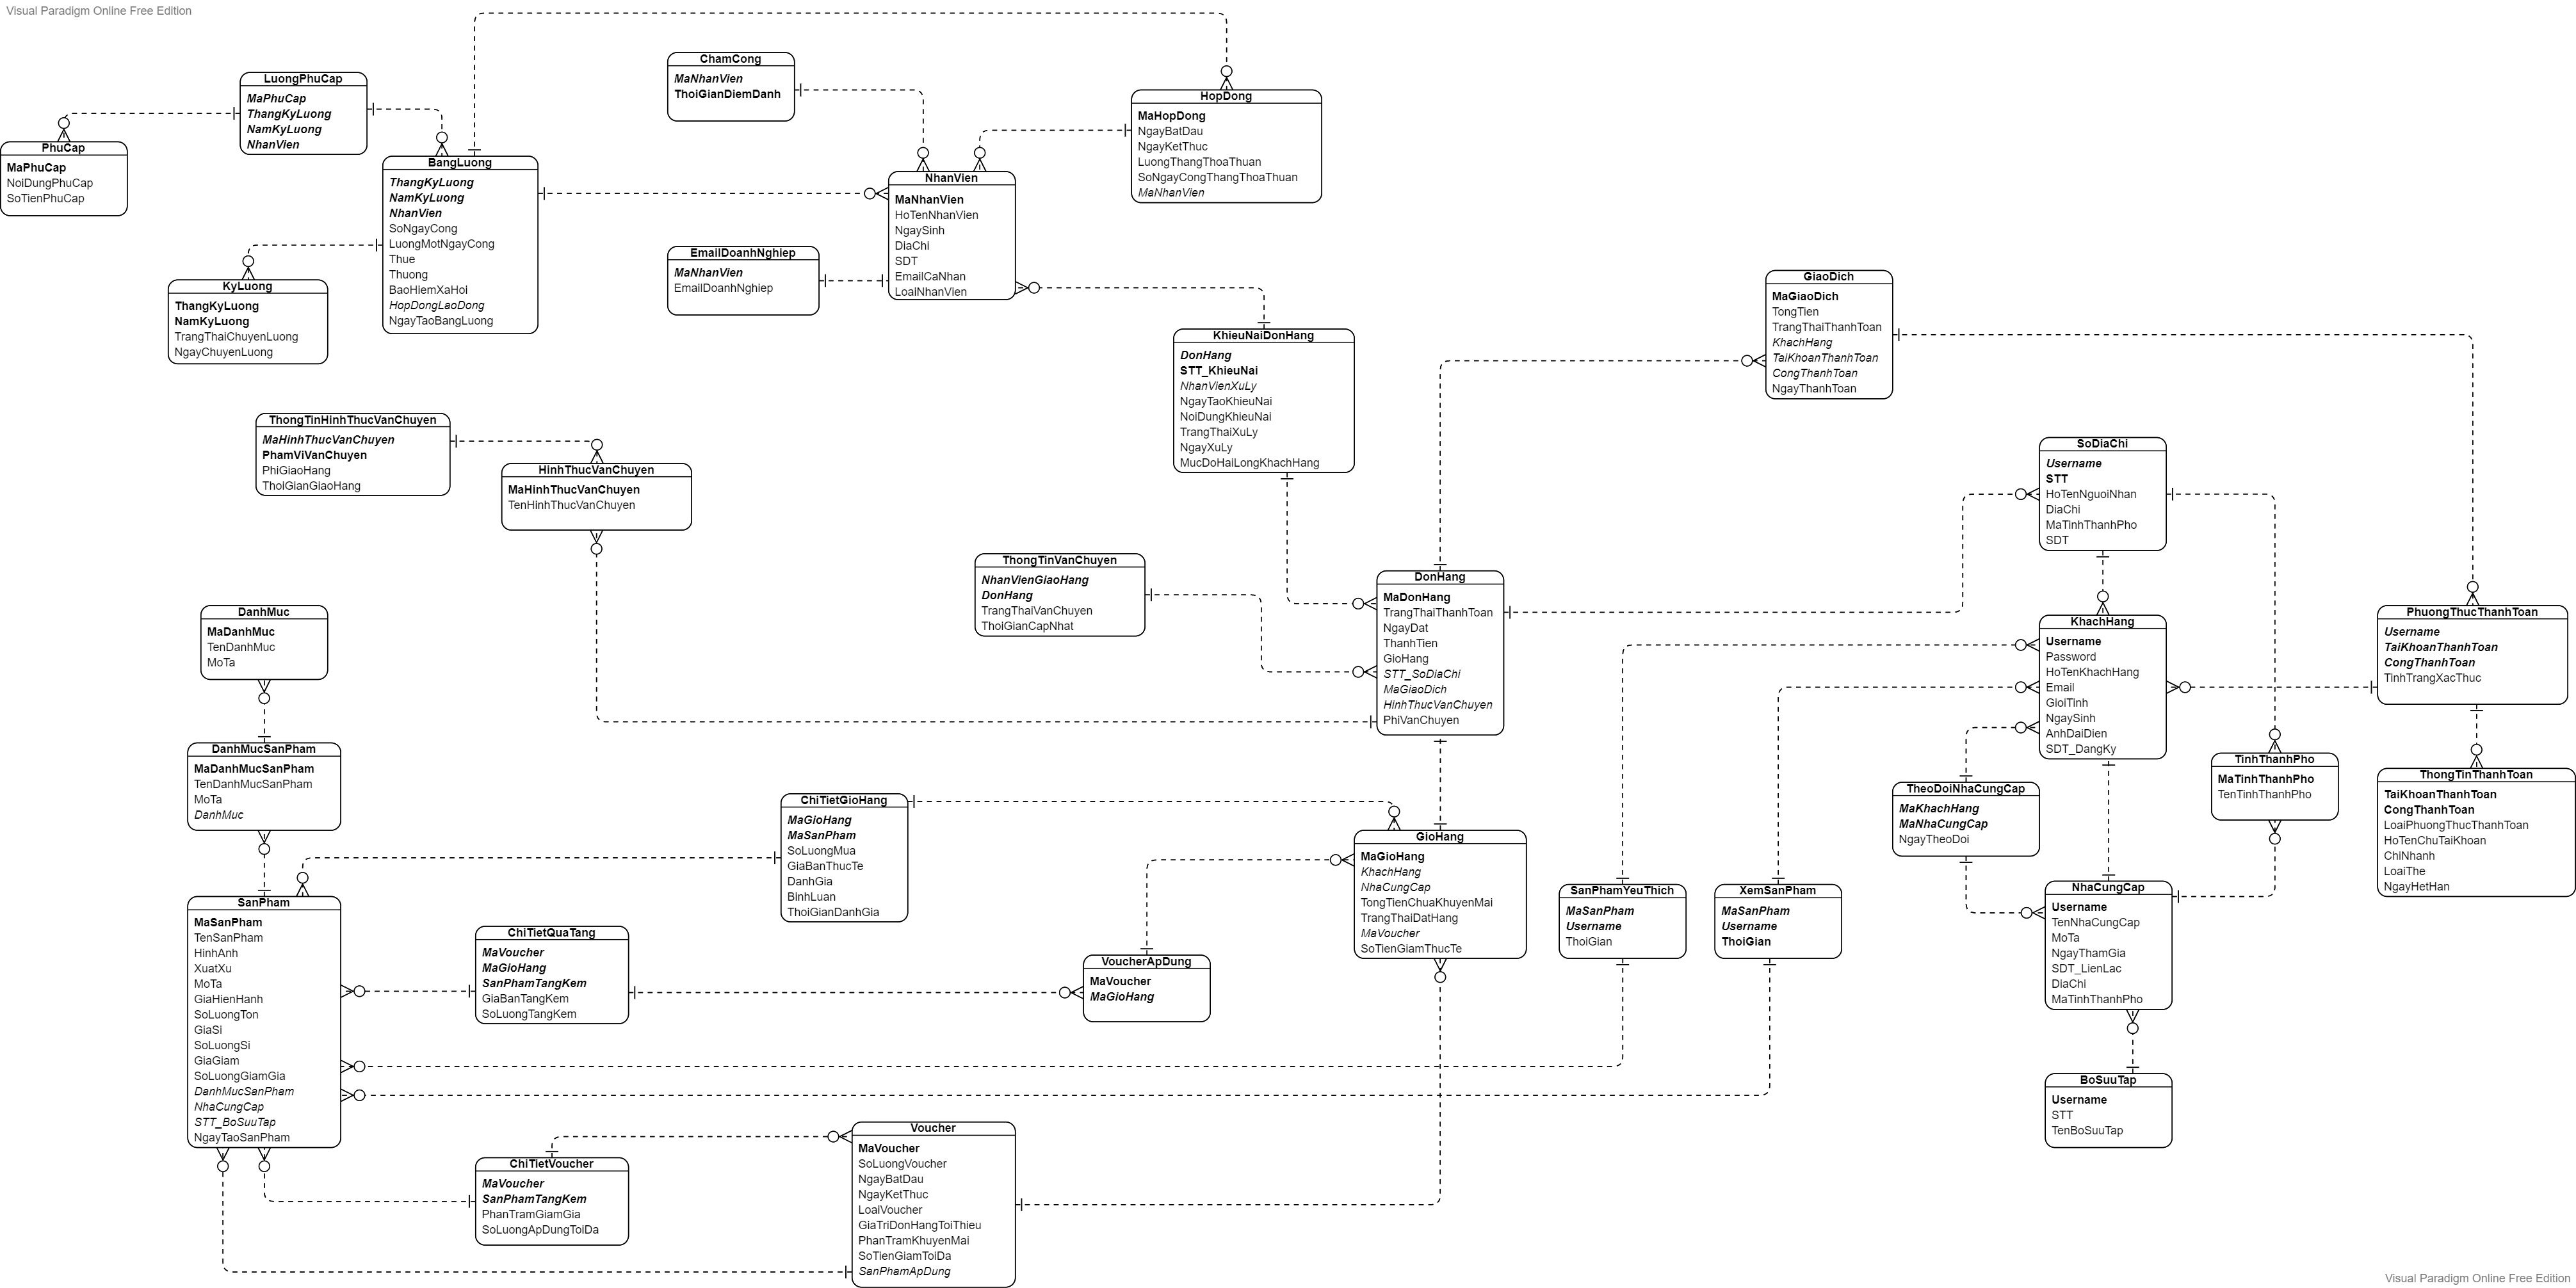 Visual Paradigm Online Free Edition
ChamCong
MaNhanVien
ThoiGianDiemDanh
LuongPhuCap
MaPhuCap
ThangKyLuong
NamKyLuong
NhanVien
HopDong
MaHopDong
NgayBatDau
NgayKetThuc
LuongThangThoaThuan
SoNgayCongThangThoaThuan
MaNhanVien
PhuCap
MaPhuCap
NoiDungPhuCap
SoTienPhuCap
BangLuong
ThangKyLuong
NamKyLuong
NhanVien
SoNgayCong
LuongMotNgayCong
Thue
Thuong
BaoHiemXaHoi
HopDongLaoDong
NgayTaoBangLuong
NhanVien
MaNhanVien
HoTenNhanVien
NgaySinh
DiaChi
SDT
EmailCaNhan
LoaiNhanVien
EmailDoanhNghiep
MaNhanVien
EmailDoanhNghiep
KyLuong
ThangKyLuong
NamKyLuong
TrangThaiChuyenLuong
NgayChuyenLuong
GiaoDich
MaGiaoDich
TongTien
TrangThaiThanhToan
KhachHang
TaiKhoanThanhToan
CongThanhToan
NgayThanhToan
KhieuNaiDonHang
DonHang
STT_KhieuNai
NhanVienXuLy
NgayTaoKhieuNai
NoiDungKhieuNai
TrangThaiXuLy
NgayXuLy
MucDoHaiLongKhachHang
ThongTinHinhThucVanChuyen
MaHinhThucVanChuyen
PhamViVanChuyen
PhiGiaoHang
ThoiGianGiaoHang
HinhThucVanChuyen
MaHinhThucVanChuyen
TenHinhThucVanChuyen
SoDiaChi
Username
STT
HoTenNguoiNhan
DiaChi
MaTinhThanhPho
SDT
ThongTinVanChuyen
NhanVienGiaoHang
DonHang
TrangThaiVanChuyen
ThoiGianCapNhat
DonHang
MaDonHang
TrangThaiThanhToan
NgayDat
ThanhTien
GioHang
STT_SoDiaChi
MaGiaoDich
HinhThucVanChuyen
PhiVanChuyen
DanhMuc
MaDanhMuc
TenDanhMuc
MoTa
KhachHang
Username
Password
HoTenKhachHang
Email
GioiTinh
NgaySinh
AnhDaiDien
SDT_DangKy
PhuongThucThanhToan
Username
TaiKhoanThanhToan
CongThanhToan
TinhTrangXacThuc
DanhMucSanPham
MaDanhMucSanPham
TenDanhMucSanPham
MoTa
DanhMuc
TinhThanhPho
MaTinhThanhPho
TenTinhThanhPho
ThongTinThanhToan
TaiKhoanThanhToan
CongThanhToan
LoaiPhuongThucThanhToan
HoTenChuTaiKhoan
ChiNhanh
LoaiThe
NgayHetHan
TheoDoiNhaCungCap
MaKhachHang
MaNhaCungCap
NgayTheoDoi
ChiTietGioHang
MaGioHang
MaSanPham
SoLuongMua
GiaBanThucTe
DanhGia
BinhLuan
ThoiGianDanhGia
GioHang
MaGioHang
KhachHang
NhaCungCap
TongTienChuaKhuyenMai
TrangThaiDatHang
MaVoucher
SoTienGiamThucTe
SanPhamYeuThich
MaSanPham
Username
ThoiGian
XemSanPham
MaSanPham
Username
ThoiGian
NhaCungCap
Username
TenNhaCungCap
MoTa
NgayThamGia
SDT_LienLac
DiaChi
MaTinhThanhPho
SanPham
MaSanPham
TenSanPham
HinhAnh
XuatXu
MoTa
GiaHienHanh
SoLuongTon
GiaSi
SoLuongSi
GiaGiam
SoLuongGiamGia
DanhMucSanPham
NhaCungCap
STT_BoSuuTap
NgayTaoSanPham
ChiTietQuaTang
MaVoucher
MaGioHang
SanPhamTangKem
GiaBanTangKem
SoLuongTangKem
VoucherApDung
MaVoucher
MaGioHang
BoSuuTap
Username
STT
TenBoSuuTap
Voucher
MaVoucher
SoLuongVoucher
NgayBatDau
NgayKetThuc
LoaiVoucher
GiaTriDonHangToiThieu
PhanTramKhuyenMai
SoTienGiamToiDa
SanPhamApDung
ChiTietVoucher
MaVoucher
SanPhamTangKem
PhanTramGiamGia
SoLuongApDungToiDa
Visual Paradigm Online Free Edition